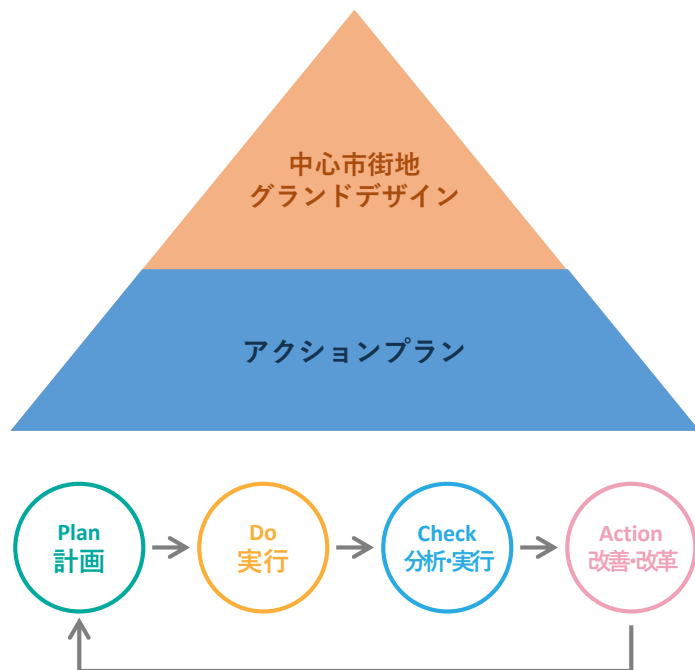 中心市街地
グランドデザイン
アクションプラン
Plan
計画
Do
実行
Check
分析・実行
Action
改善・改革